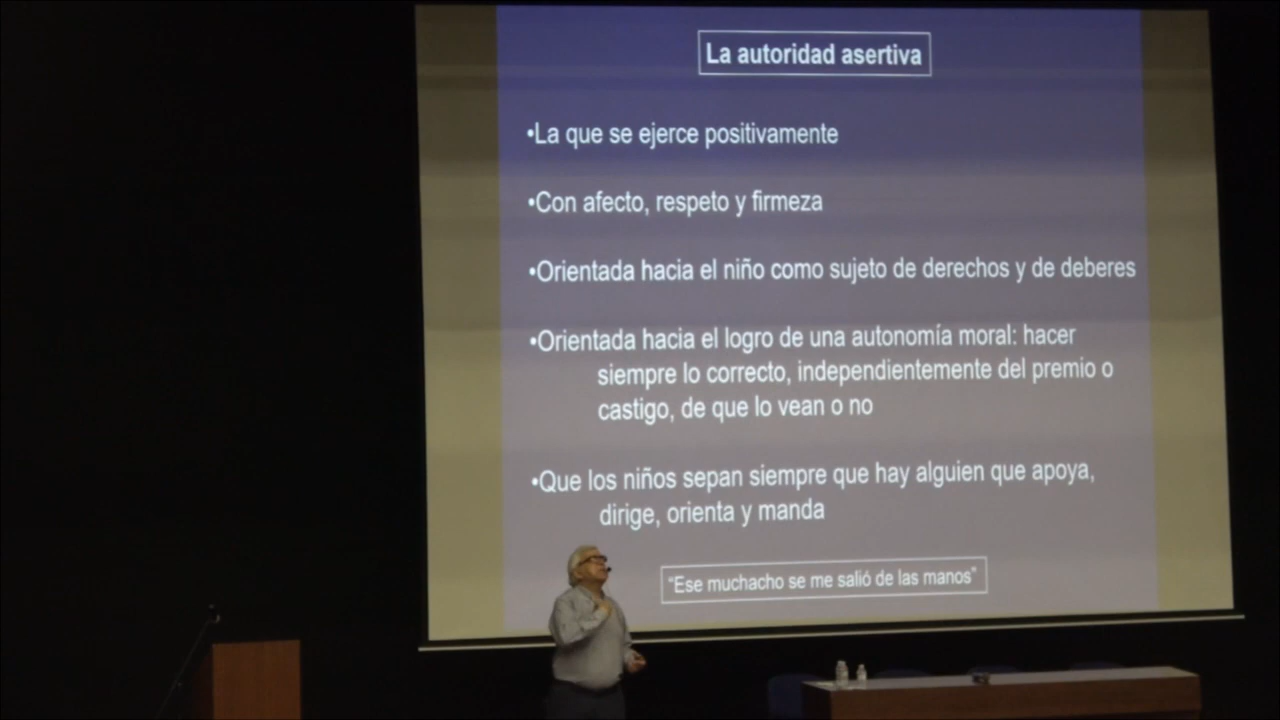 La autoridad asertiva
•La que se ejerce positivamente
•Con afecto, respeto y firmeza
•Orientada hacia el niño como sujeto de derechos y de deberes
•Orientada hacia el logro de una autonomía moral: hacer
siempre lo correcto, independientemente del premio o
castigo, de que lo vean o no
•Que los niños sepan siempre que hay alguien que apoya,
dirige, orienta y manda
“Ese muchacho se me salió de las manos”